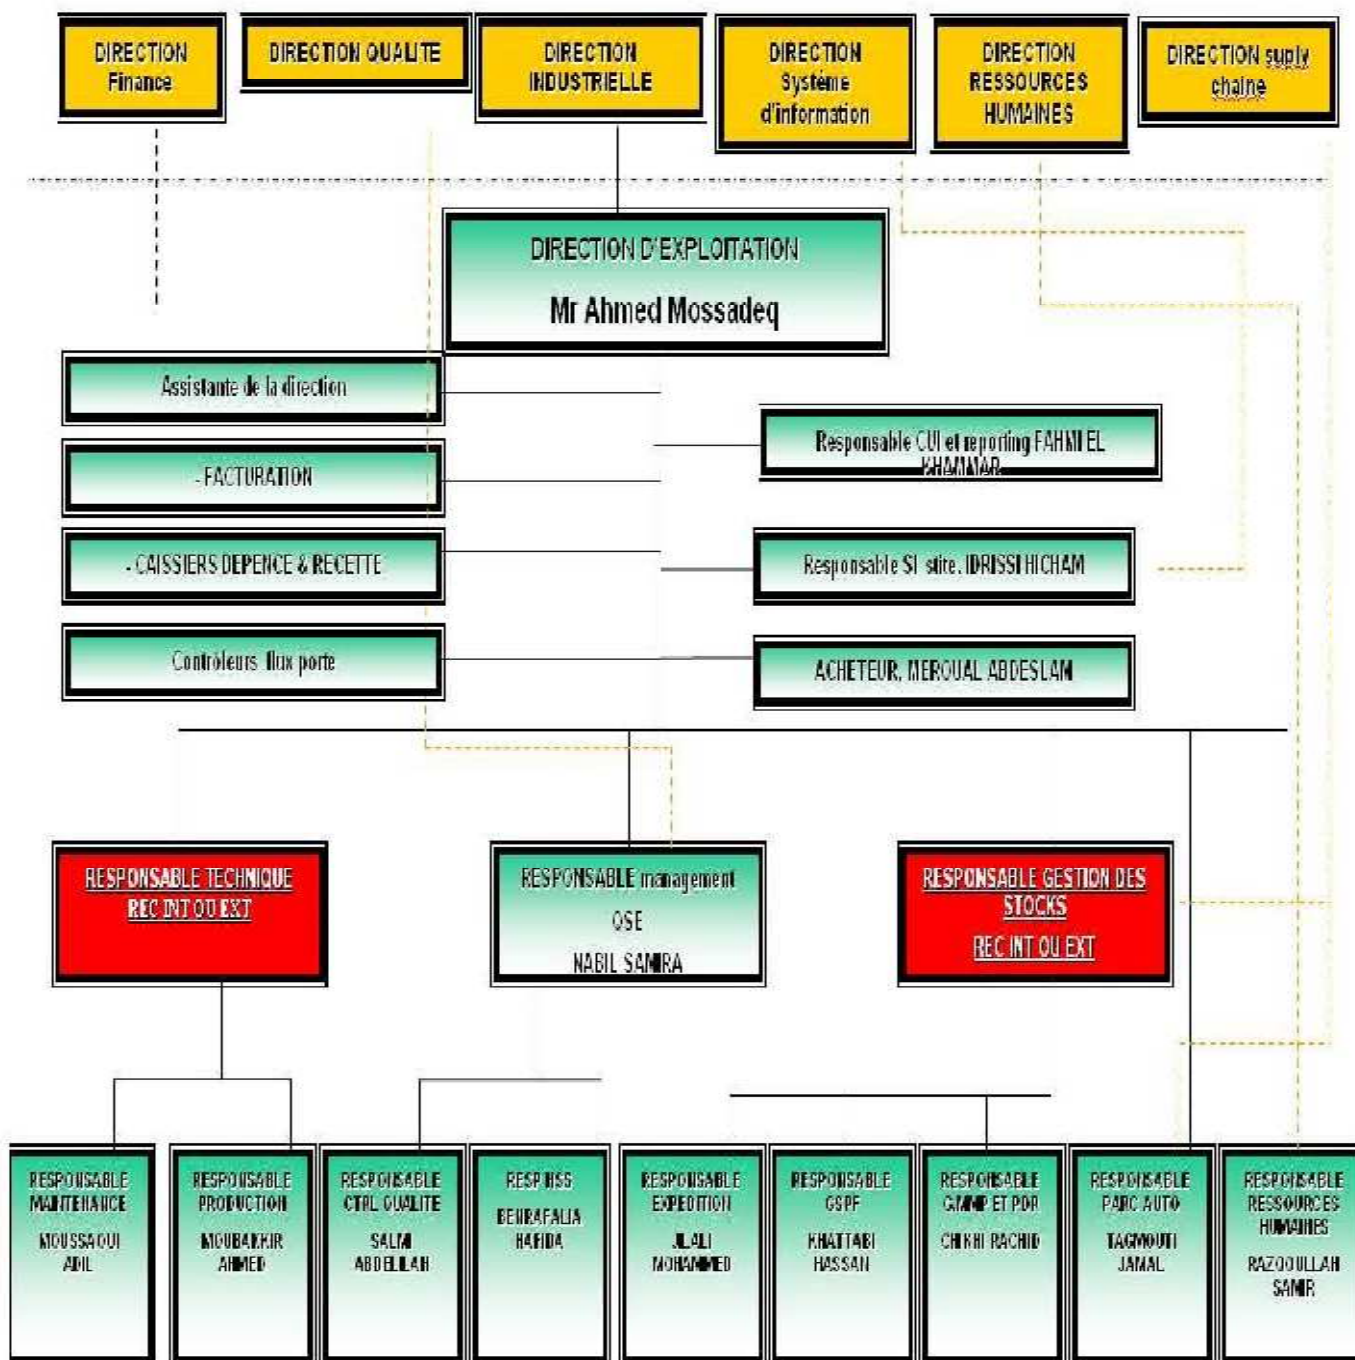 DIRECTION
Finance
DIRECTION QUALITE
DIRECTION
INDUSTRIELLE
DIRECTION
Système
d'information
DIRECTION
RESSOURCES
HUMAINES
DIRECTION suply
chaine
DIRECTION D'EXPLOITATION
Mr Ahmed Mossadeq
Assistante de la direction
- FACTURATION
- CAISSIERS DEPENCE & RECETTE
Contrôleurs flux porte
Responsable CUI et reporting FAHMI EL
KHAMMAR
Responsable SI site, IDRISSI HICHAM
ACHETEUR, MEROUAL ABDESLAM
RESPONSABLE TECHNIQUE
REC INT OU EXT
RESPONSABLE management
QSE
NABIL SAMIRA
RESPONSABLE GESTION DES
STOCKS
REC INT OU EXT
RESPONSABLE
MAINTENANCE
MOUSSAOUI
ADIL
RESPONSABLE
PRODUCTION
MOUBAKKIR
AHMED
RESPONSABLE
CTRL QUALITE
SALMI
ABDELILAH
RESP HSS
HAFIDA
RESPONSABLE
EXPEDITION
JILALI
MOHAMMED
RESPONSABLE
GSPF
KHATTABI
HASSAN
RESPONSABLE
ET PDR
RACHID
RESPONSABLE
PARC AUTO
TAGMOUTI
JAMAL
RESPONSABLE
RESSOURCES
HUMAINES
RAZQOULLAH
SAMIR